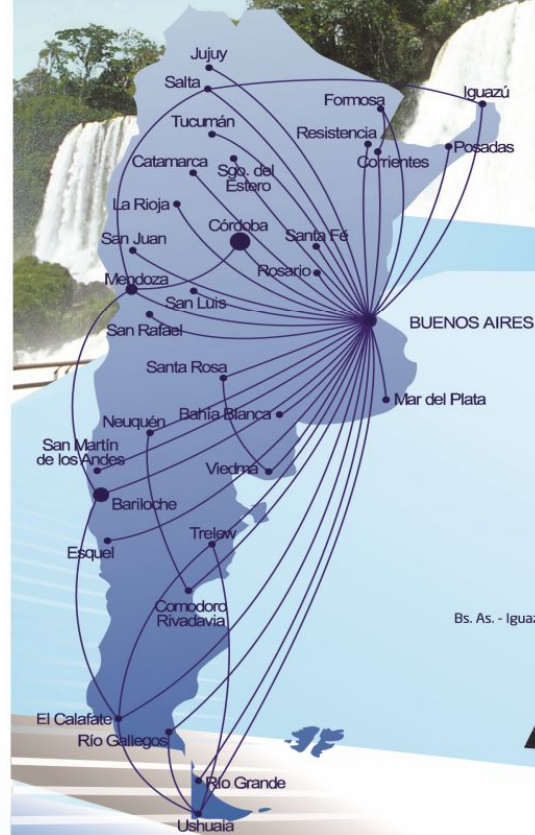 Jujuy
Salta
Iguazú
Formosa
Tucumán
Resistencia
Posadas
Corrientes
Catamarca
Sgo. del
Estero
La Rioja
Córdoba
San Juan
Santa Fé
Rosario
Mendoza
San Luis
San Rafael
BUENOS AIRES
Santa Rosa
Mar del Plata
Bahía Blanca
Neuquén
San Martín
de los Andes
Viedma
Bariloche
Trelew
Esquel
Comodoro
Rivadavia
Bs. As. - Iguaz
El Calafate
Río Gallegos
Río Grande
Ushuaia